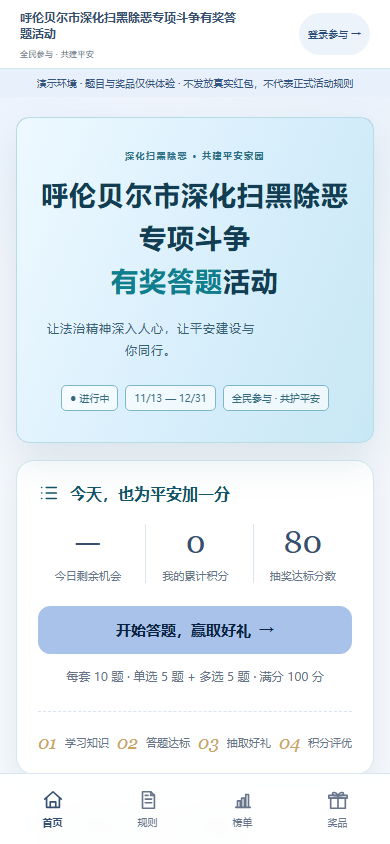 呼伦贝尔市深化扫黑除恶专项斗争有奖答
题活动
全民参与 · 共建平安
登录参与 →
演示环境 · 题目与奖品仅供体验 · 不发放真实红包，不代表正式活动规则
深化扫黑除恶 • 共建平安家园
呼伦贝尔市深化扫黑除恶
专项斗争
有奖答题活动
让法治精神深入人心，让平安建设与
你同行。
● 进行中
11/13 — 12/31
全民参与 · 共护平安
今天，也为平安加一分
— 0 80
今日剩余机会 我的累计积分 抽奖达标分数
开始答题，赢取好礼 →
每套 10 题 · 单选 5 题 + 多选 5 题 · 满分 100 分
01 学习知识 02 答题达标 03 抽取好礼 04 积分评优
首页 规则 榜单 奖品